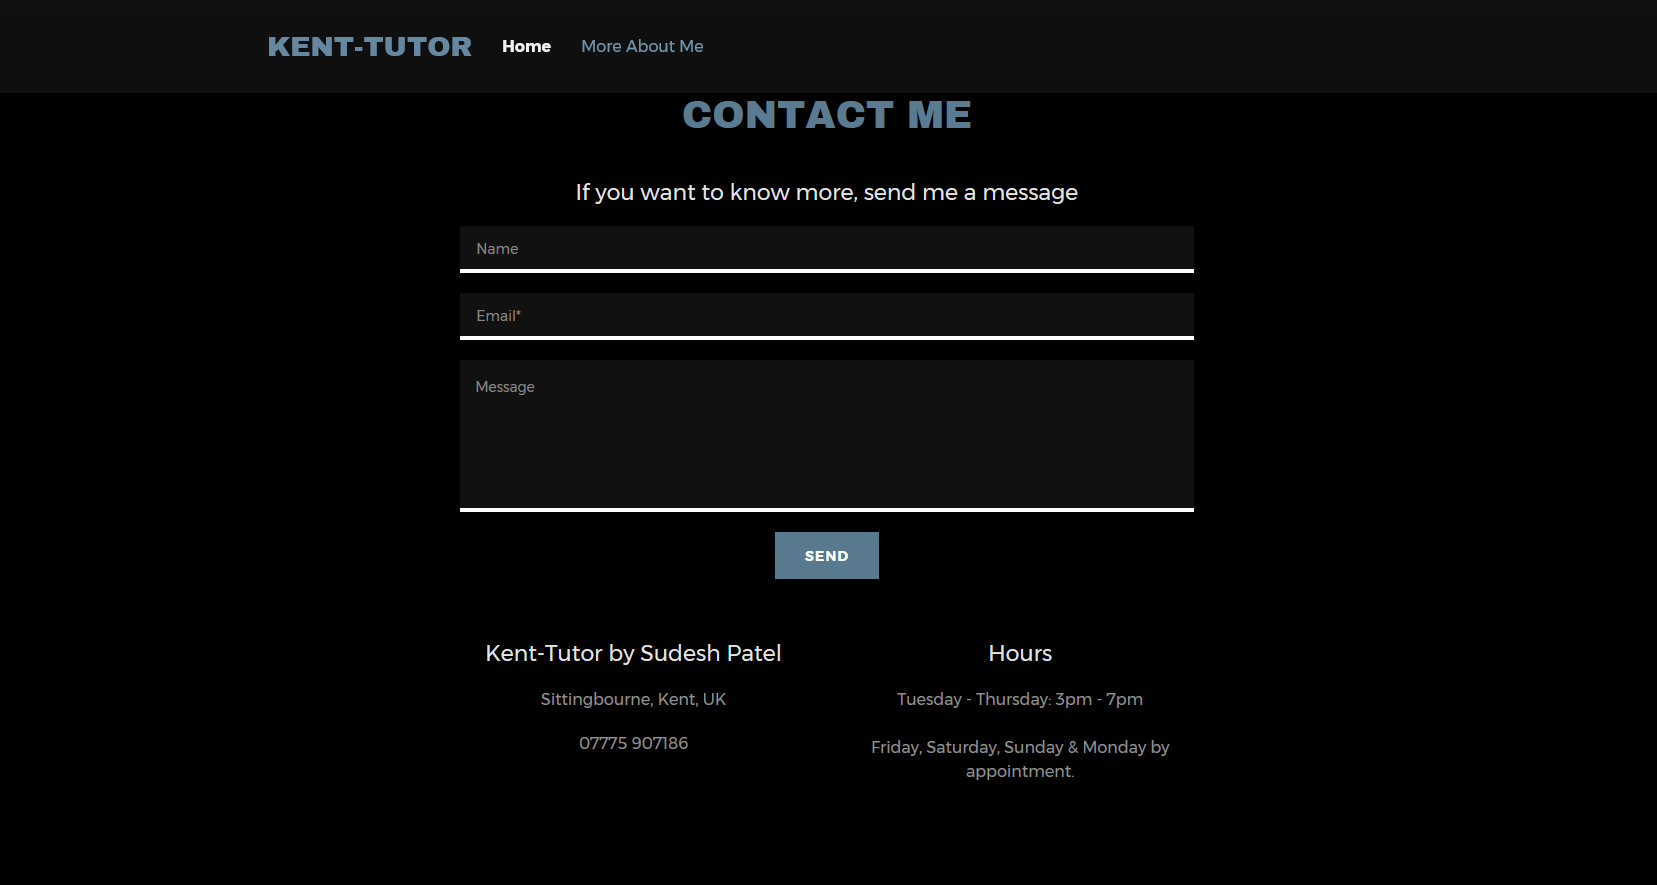 KENT-TUTOR
Home
More About Me
CONTACT ME
If you want to know more, send me a message
Name
Email*
Message
SEND
Kent-Tutor by Sudesh Patel
Sittingbourne, Kent, UK
07775 907186
Hours
Tuesday - Thursday: 3pm - 7pm
Friday, Saturday, Sunday & Monday by
appointment.